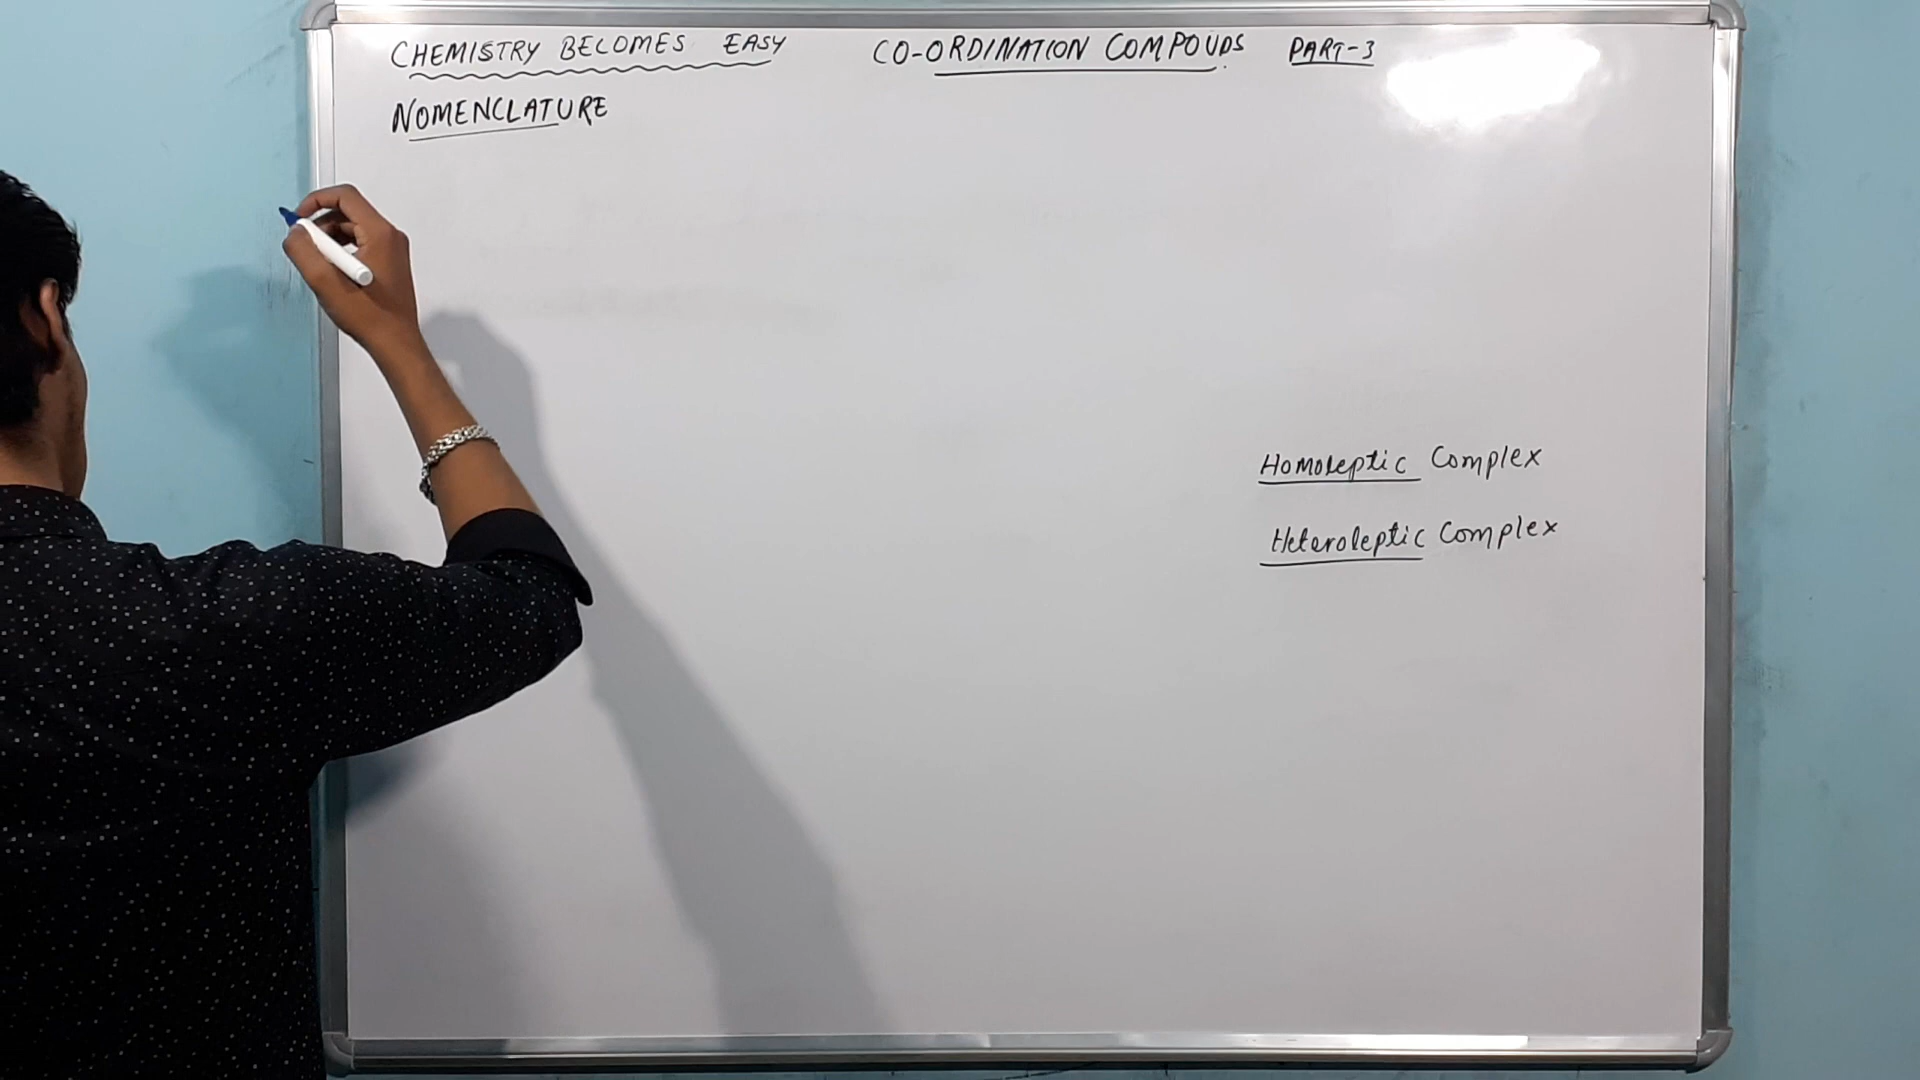 CHEMISTRY BECOMES EASY CO-ORDINATION COMPOUDS PART-3
NOMENCLATURE
Homoleptic Complex
Heteroleptic Complex